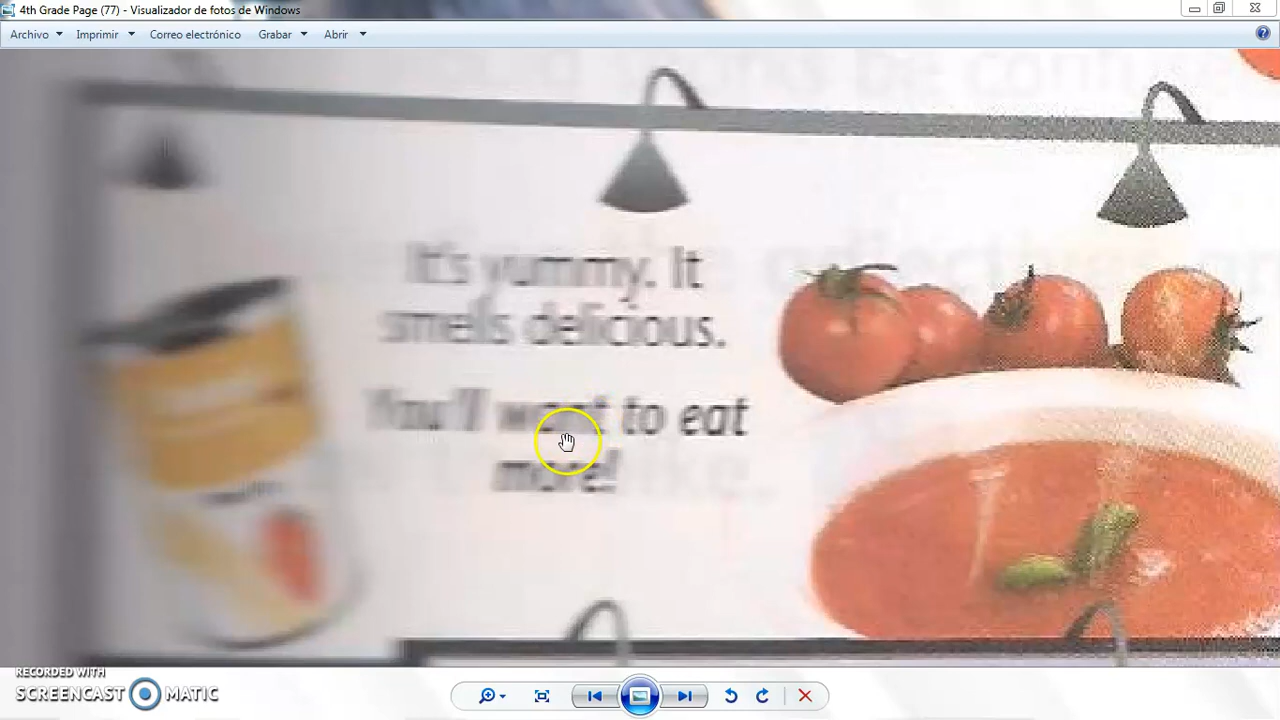 4th Grade Page (77) - Visualizador de fotos de Windows
Archivo Imprimir Correo electrónico Grabar Abrir
It's yummy. It
smells delicious.
You'll want to eat
more!
RECORDED WITH
SCREENCAST MATIC